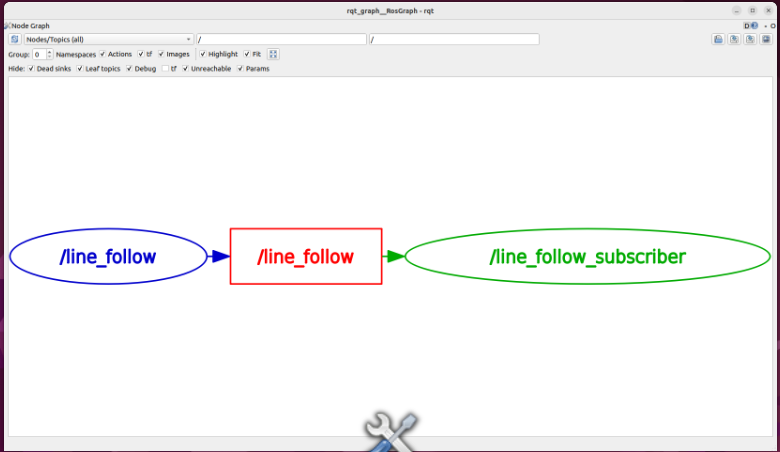 rqt_graph__RosGraph - rqt
Node Graph
Nodes/Topics (all) / /
Group: 0 Namespaces Actions tf Images Highlight Fit
Hide: Dead sinks Leaf topics Debug tf Unreachable Params
/line_follow /line_follow /line_follow_subscriber